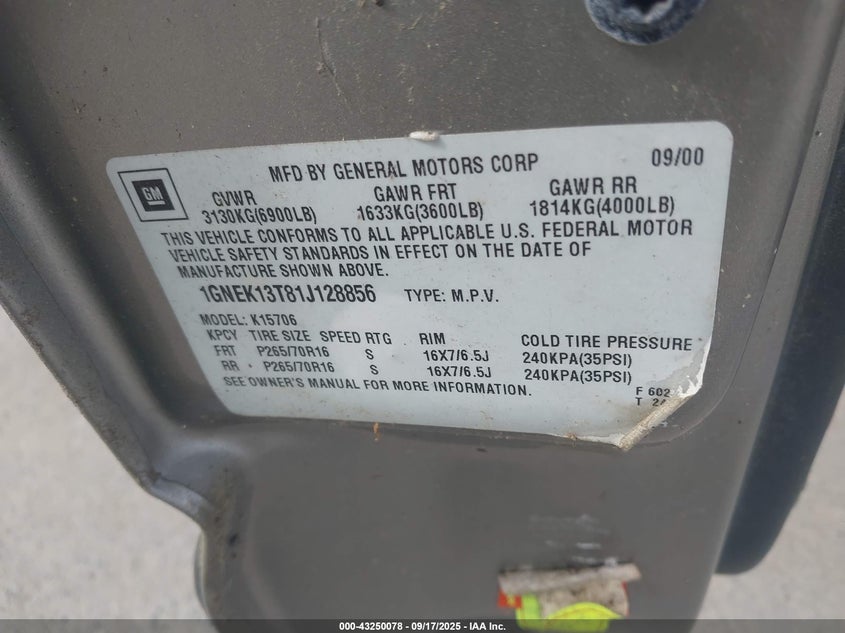 MFD BY GENERAL MOTORS CORP 09/00
GM
GVWR GAWR FRT GAWR RR
3130KG(6900LB) 1633KG(3600LB) 1814KG(4000LB)
THIS VEHICLE CONFORMS TO ALL APPLICABLE U.S. FEDERAL MOTOR
VEHICLE SAFETY STANDARDS IN EFFECT ON THE DATE OF
MANUFACTURE SHOWN ABOVE.
1GNEK13T81J128856 TYPE: M.P.V.
MODEL: K15706
KPCY TIRE SIZE SPEED RTG RIM COLD TIRE PRESSURE
FRT P265/70R16 S 16X7/6.5J 240KPA(35PSI)
RR P265/70R16 S 16X7/6.5J 240KPA(35PSI)
SEE OWNER'S MANUAL FOR MORE INFORMATION.
F 602
T
000-43250078 - 09/17/2025 - IAA Inc.